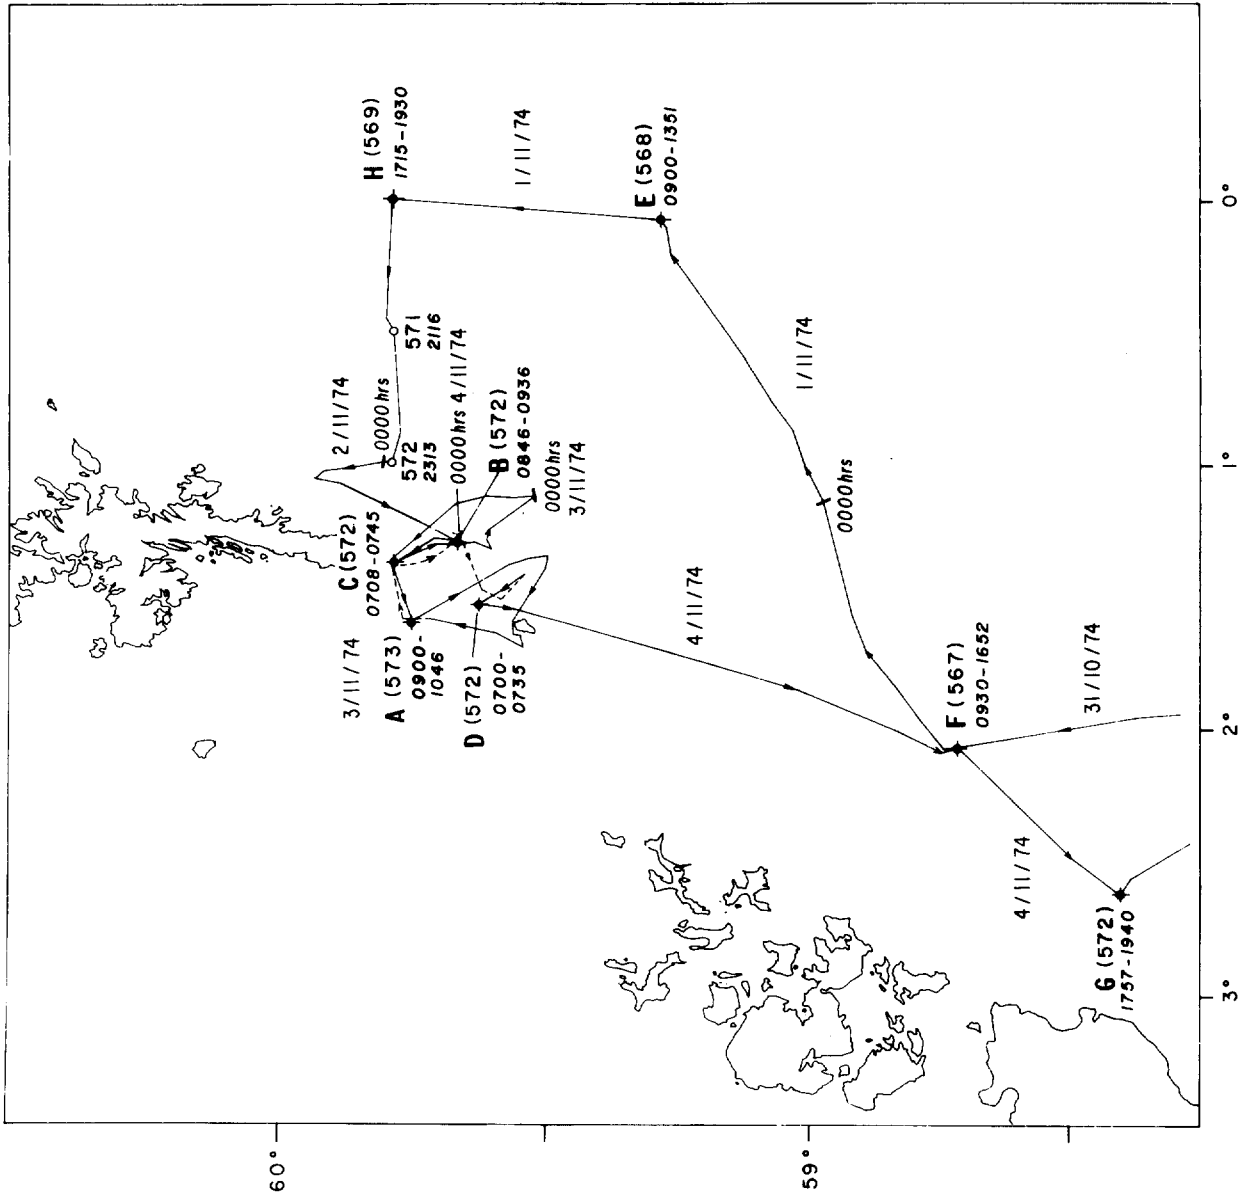 H (569)
1715-1930
1/11/74
E (568)
0900-1351
571
2116
2/11/74
0000hrs
572
2313
0000hrs 4/11/74
B (572)
0846-0936
0000hrs
3/11/74
C (572)
0708-0745
3/11/74
A (573)
0900-
1046
D (572)
0700-
0735
1/11/74
0000hrs
4/11/74
F (567)
0930-1652
31/10/74
4/11/74
G (572)
1757-1940
60°
59°
0°
1°
2°
3°